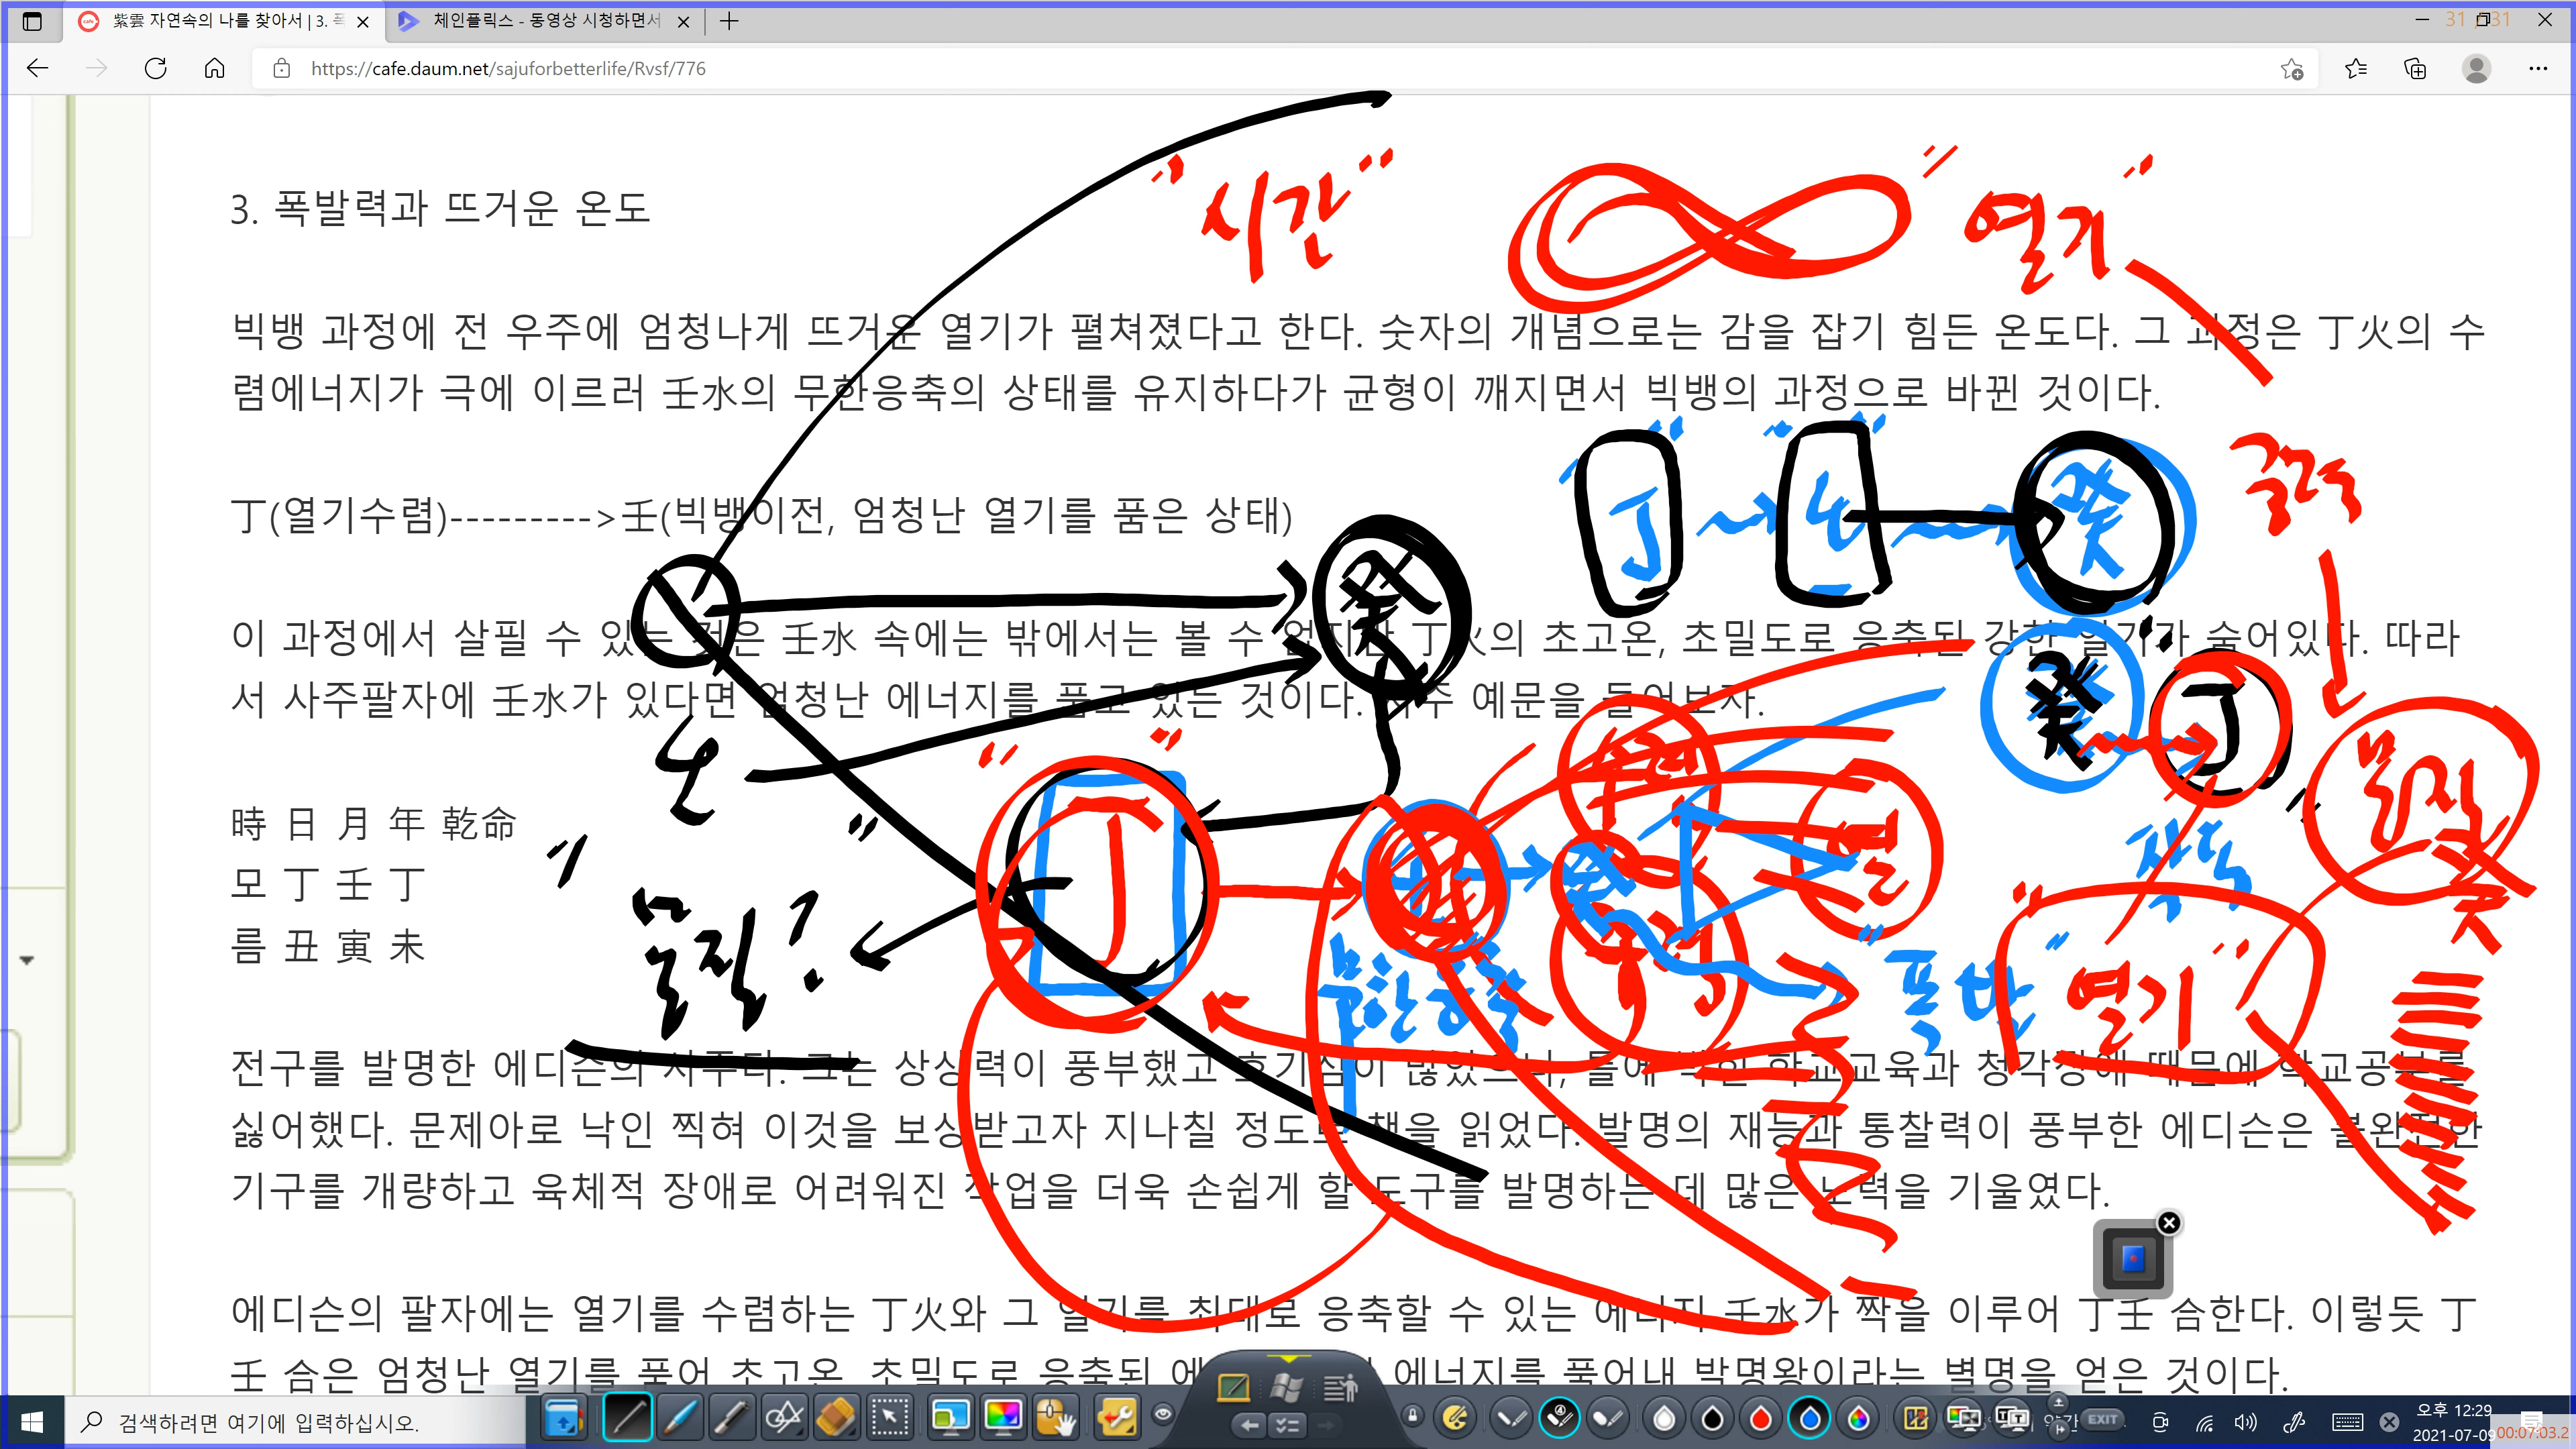 紫雲 자연속의 나를 찾아서 | 3. 폭
체인플릭스 - 동영상 시청하면서
31 / 31
https://cafe.daum.net/sajuforbetterlife/Rvsf/776
"시간" "열기"
3. 폭발력과 뜨거운 온도
빅뱅 과정에 전 우주에 엄청나게 뜨거운 열기가 펼쳐졌다고 한다. 숫자의 개념으로는 감을 잡기 힘든 온도다. 그 과정은 丁火의 수
렴에너지가 극에 이르러 壬水의 무한응축의 상태를 유지하다가 균형이 깨지면서 빅뱅의 과정으로 바뀐 것이다.
丁 壬 癸
丁(열기수렴)--------->壬(빅뱅이전, 엄청난 열기를 품은 상태)
癸
이 과정에서 살필 수 있는 것은 壬水 속에는 밖에서는 볼 수 없지만 丁火의 초고온, 초밀도로 응축된 강한 열기가 숨어있다. 따라
서 사주팔자에 壬水가 있다면 엄청난 에너지를 품고 있는 것이다. 사주 예문을 들어보자.
癸 丁
壬
물질
時 日 月 年 乾命
모 丁 壬 丁
름 丑 寅 未
丁
열
"물질?"
무한응축
폭발
"열기"
전구를 발명한 에디슨의 사주다. 그는 상상력이 풍부했고 호기심이 많았으나, 틀에 박힌 학교교육과 청각장애 때문에 학교공부를
싫어했다. 문제아로 낙인 찍혀 이것을 보상받고자 지나칠 정도로 책을 읽었다. 발명의 재능과 통찰력이 풍부한 에디슨은 불완전한
기구를 개량하고 육체적 장애로 어려워진 작업을 더욱 손쉽게 할 도구를 발명하는 데 많은 노력을 기울였다.
에디슨의 팔자에는 열기를 수렴하는 丁火와 그 열기를 최대로 응축할 수 있는 에너지 壬水가 짝을 이루어 丁壬 合한다. 이렇듯 丁
壬 合은 엄청난 열기를 품어 초고온, 초밀도로 응축된 에 에너지를 풀어내 발명왕이라는 별명을 얻은 것이다.
검색하려면 여기에 입력하십시오.
EXIT
오후 12:29
2021-07-09
00:07:03.2